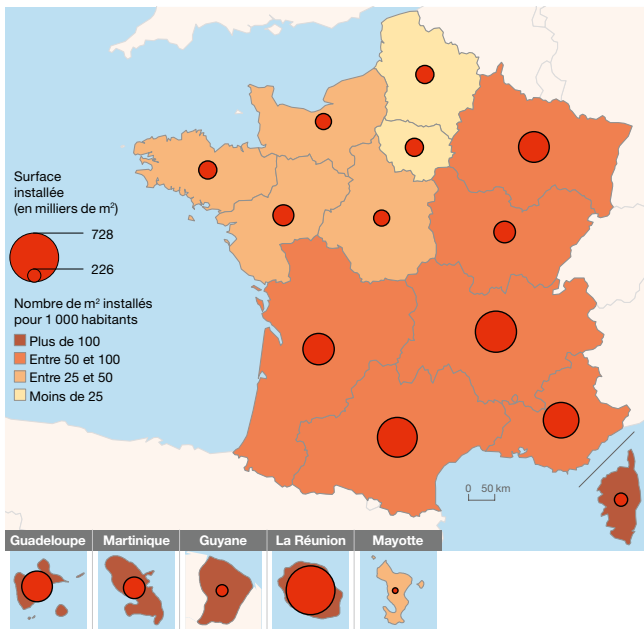 Surface
installée
(en milliers de m²)
728
226
Nombre de m² installés
pour 1 000 habitants
Plus de 100
Entre 50 et 100
Entre 25 et 50
Moins de 25
0 50 km
Guadeloupe Martinique Guyane La Réunion Mayotte